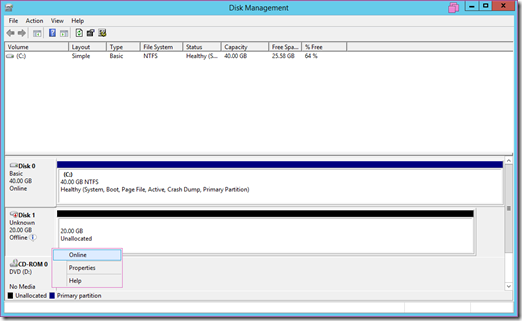 Disk Management
File Action View Help
Volume Layout Type File System Status Capacity Free Spa... % Free
(C:) Simple Basic NTFS Healthy (S... 40.00 GB 25.58 GB 64 %
Disk 0
Basic
40.00 GB
Online
(C:)
40.00 GB NTFS
Healthy (System, Boot, Page File, Active, Crash Dump, Primary Partition)
Disk 1
Unknown
20.00 GB
Offline
20.00 GB
Unallocated
Online
Properties
Help
CD-ROM 0
DVD (D:)
No Media
Unallocated Primary partition